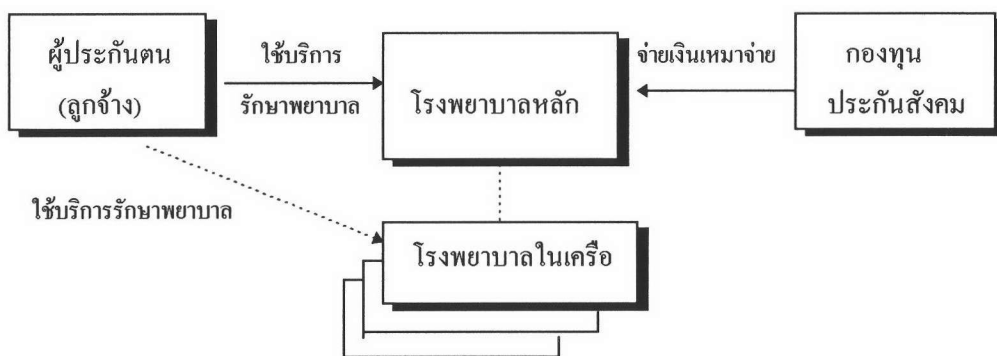 ผู้ประกันตน
(ลูกจ้าง)
ใช้บริการ
รักษาพยาบาล
โรงพยาบาลหลัก
จ่ายเงินเหมาจ่าย
กองทุน
ประกันสังคม
ใช้บริการรักษาพยาบาล
โรงพยาบาลในเครือ